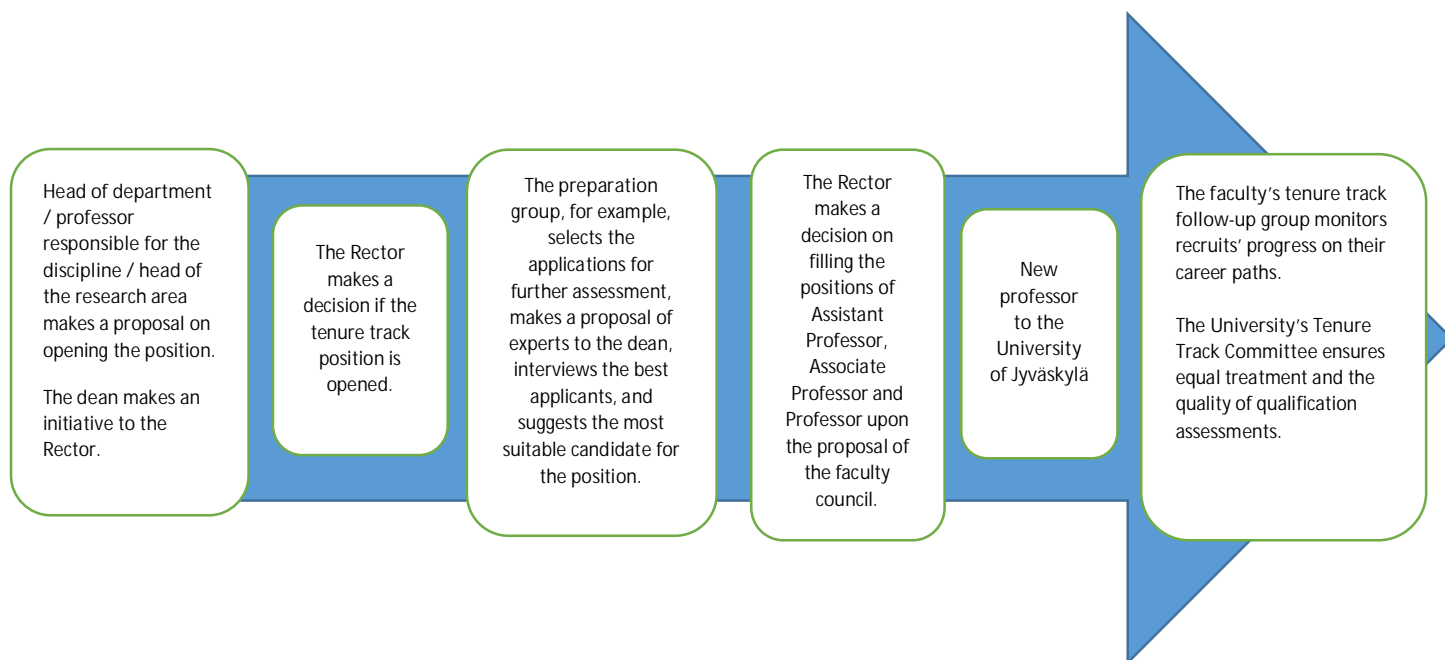 Head of department
/ professor
responsible for the
discipline / head of
the research area
makes a proposal on
opening the position.
The dean makes an
initiative to the
Rector.
The Rector
makes a
decision if the
tenure track
position is
opened.
The preparation
group, for example,
selects the
applications for
further assessment,
makes a proposal of
experts to the dean,
interviews the best
applicants, and
suggests the most
suitable candidate for
the position.
The Rector
makes a
decision on
filling the
positions of
Assistant
Professor,
Associate
Professor and
Professor upon
the proposal of
the faculty
council.
New
professor
to the
University
of Jyväskylä
The faculty's tenure track
follow-up group monitors
recruits' progress on their
career paths.
The University's Tenure
Track Committee ensures
equal treatment and the
quality of qualification
assessments.